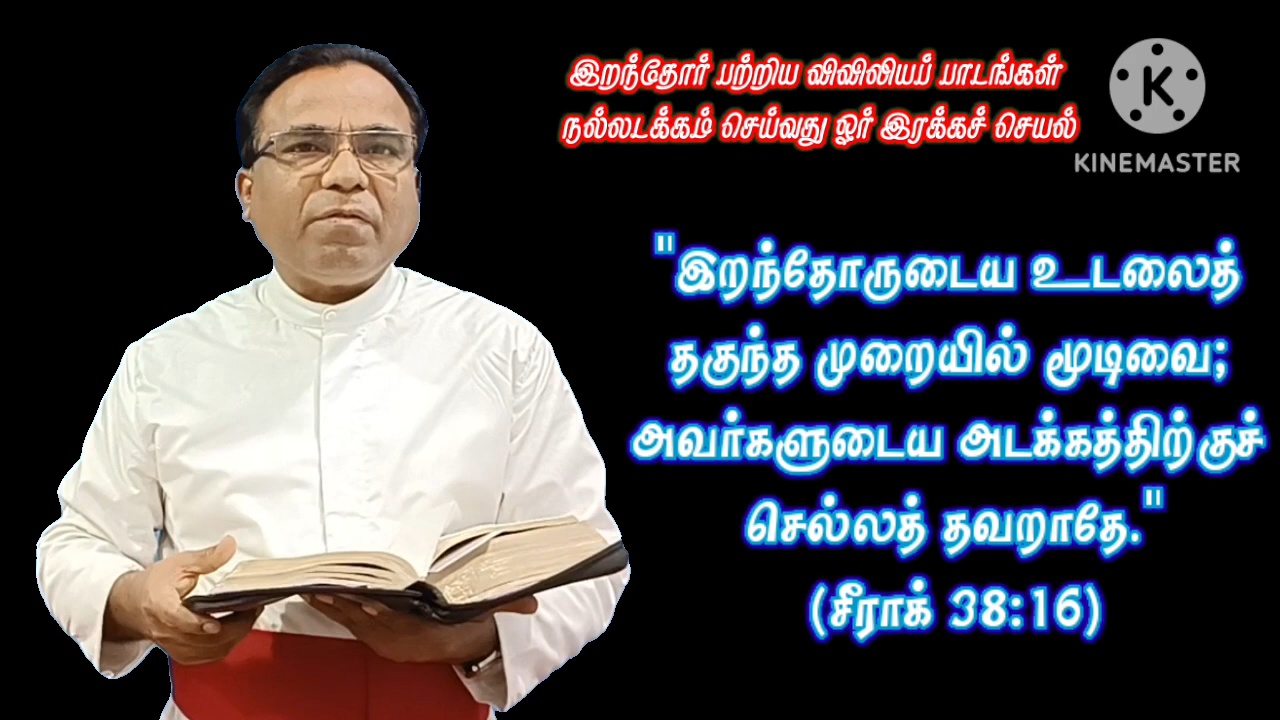 இறந்தோர் பற்றிய விவிலியப் பாடங்கள்
நல்லடக்கம் செய்வது ஓர் இரக்கச் செயல்
K
KINEMASTER
"இறந்தோருடைய உடலைத்
தகுந்த முறையில் மூடிவை;
அவர்களுடைய அடக்கத்திற்குச்
செல்லத் தவறாதே."
(சீராக் 38:16)